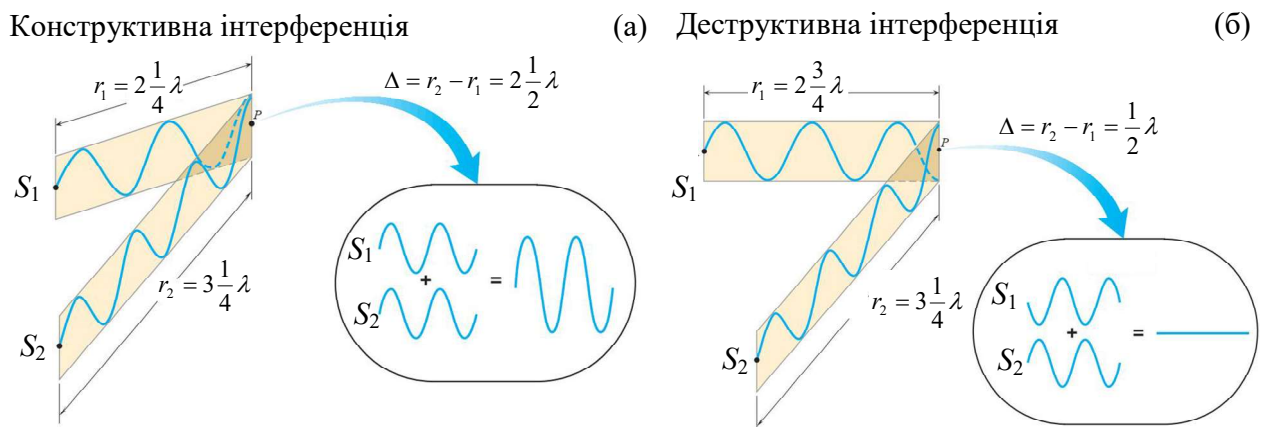 Конструктивна інтерференція (а)
r₁ = 2 1/4 λ
Δ = r₂ − r₁ = 2 1/2 λ
P
S₁
r₂ = 3 1/4 λ
S₂
S₁
+
=
S₂
Деструктивна інтерференція (б)
r₁ = 2 3/4 λ
Δ = r₂ − r₁ = 1/2 λ
P
S₁
r₂ = 3 1/4 λ
S₂
S₁
+
=
S₂